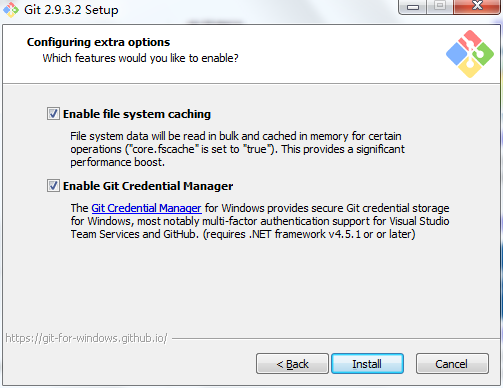 Git 2.9.3.2 Setup
Configuring extra options
Which features would you like to enable?
Enable file system caching
File system data will be read in bulk and cached in memory for certain
operations ("core.fscache" is set to "true"). This provides a significant
performance boost.
Enable Git Credential Manager
The Git Credential Manager for Windows provides secure Git credential storage
for Windows, most notably multi-factor authentication support for Visual Studio
Team Services and GitHub. (requires .NET framework v4.5.1 or or later)
https://git-for-windows.github.io/
< Back
Install
Cancel